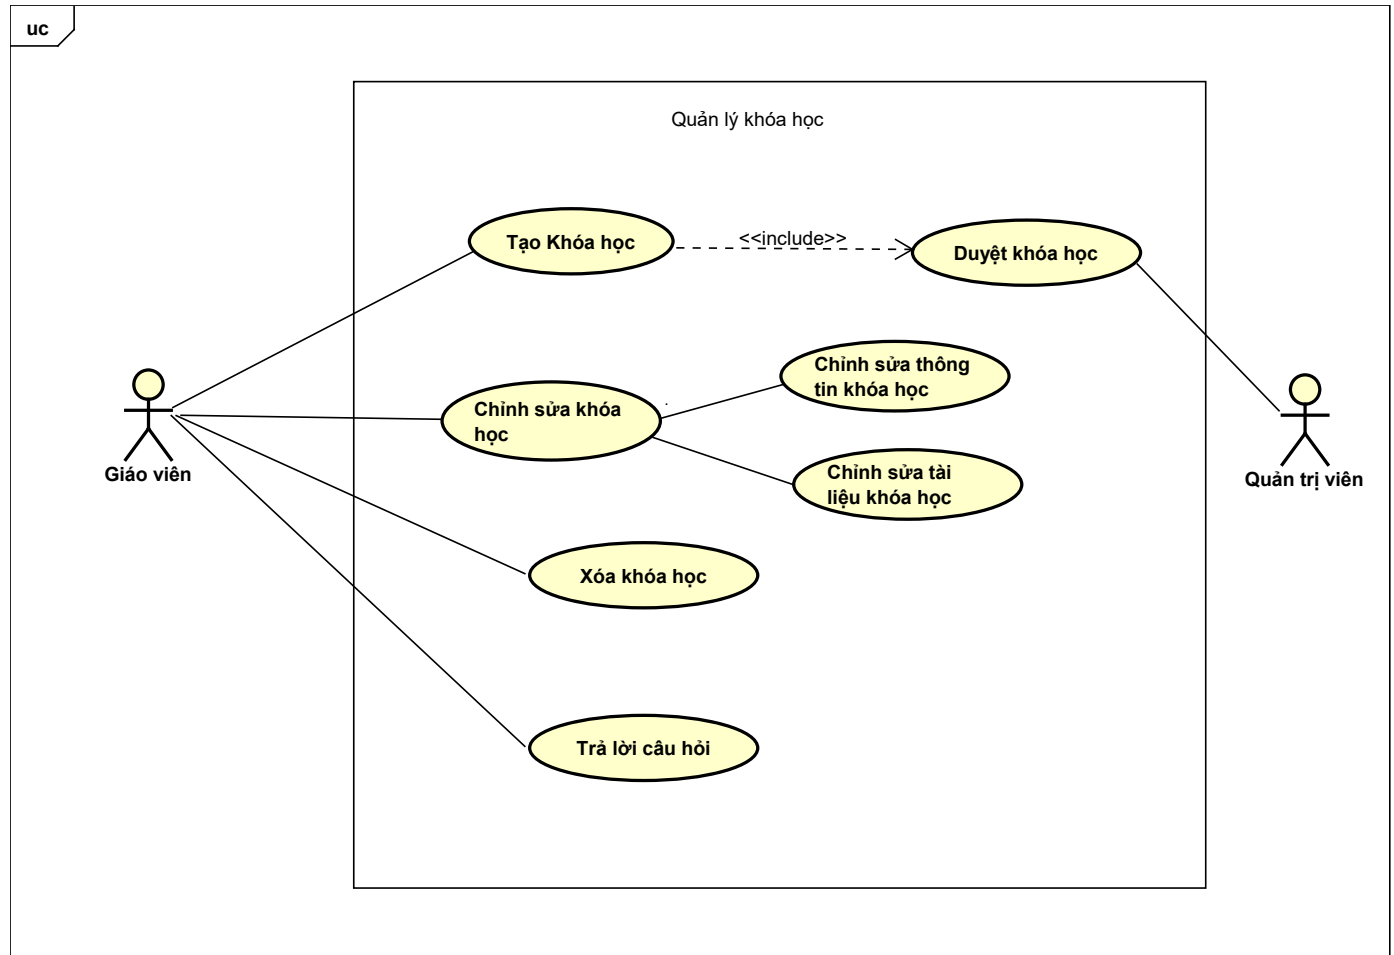 uc
Quản lý khóa học
Tạo Khóa học
<<include>>
Duyệt khóa học
Chỉnh sửa thông
tin khóa học
Chỉnh sửa khóa
học
Chỉnh sửa tài
liệu khóa học
Giáo viên
Quản trị viên
Xóa khóa học
Trả lời câu hỏi